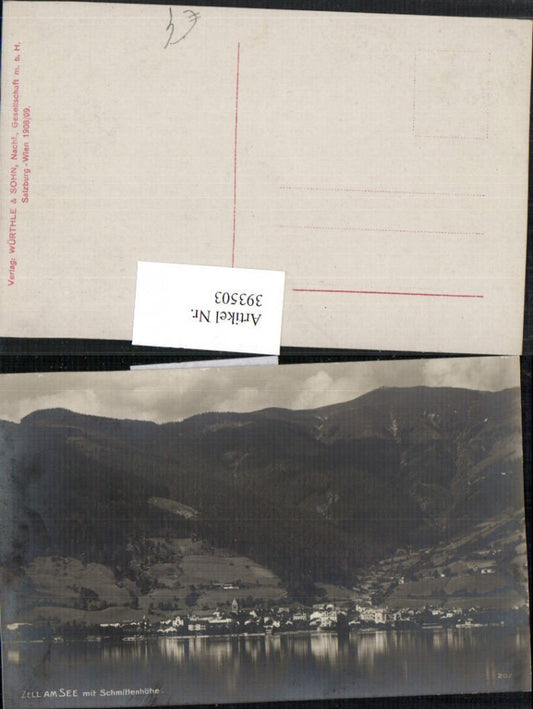 Verlag: WÜRTHLE & SOHN, Nachf., Gesellschaft m. b. H.
Salzburg - Wien 1908/09.
Artikel Nr.
393503
ZELL AM SEE mit Schmittenhöhe